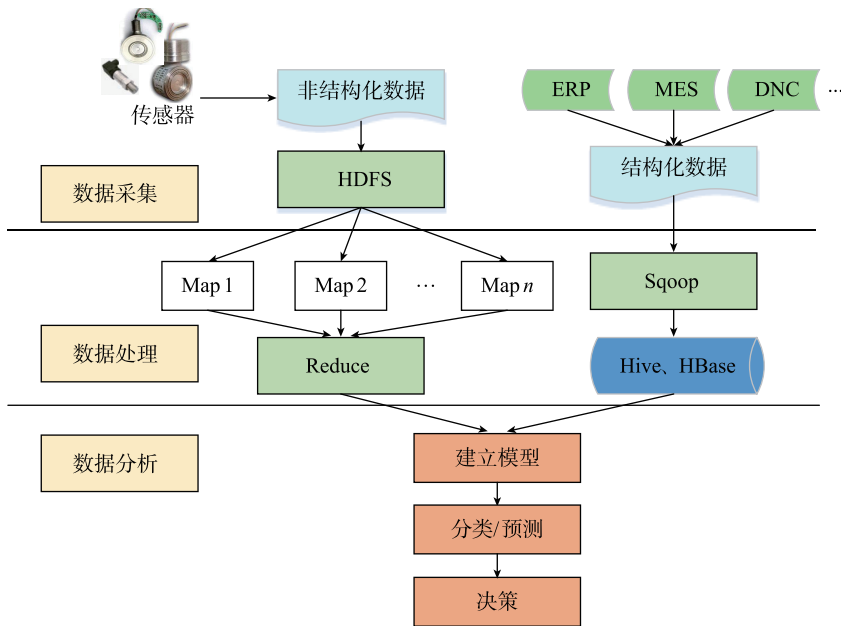 传感器
非结构化数据
ERP
MES
DNC
…
结构化数据
数据采集
HDFS
Map 1
Map 2
…
Map n
Sqoop
数据处理
Reduce
Hive、HBase
数据分析
建立模型
分类/预测
决策